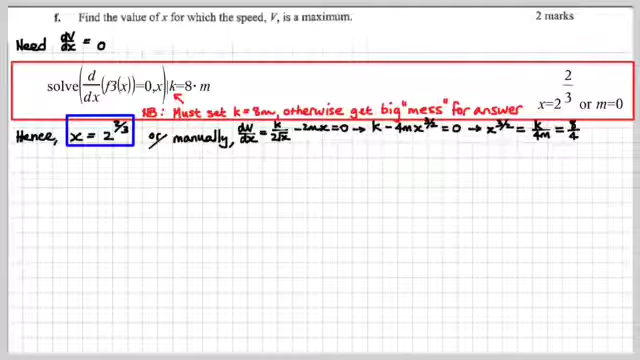 f. Find the value of x for which the speed, V, is a maximum. 2 marks
Need dV/dx = 0
solve(d/dx(f3(x))=0,x)|k=8·m x=2^(2/3) or m=0
NB: Must set k=8m, otherwise get big "mess" for answer
Hence, x = 2^(2/3) or manually, dV/dx = k/(2√x) - 2mx = 0 → k - 4mx^(3/2) = 0 → x^(3/2) = k/4m = 8/4